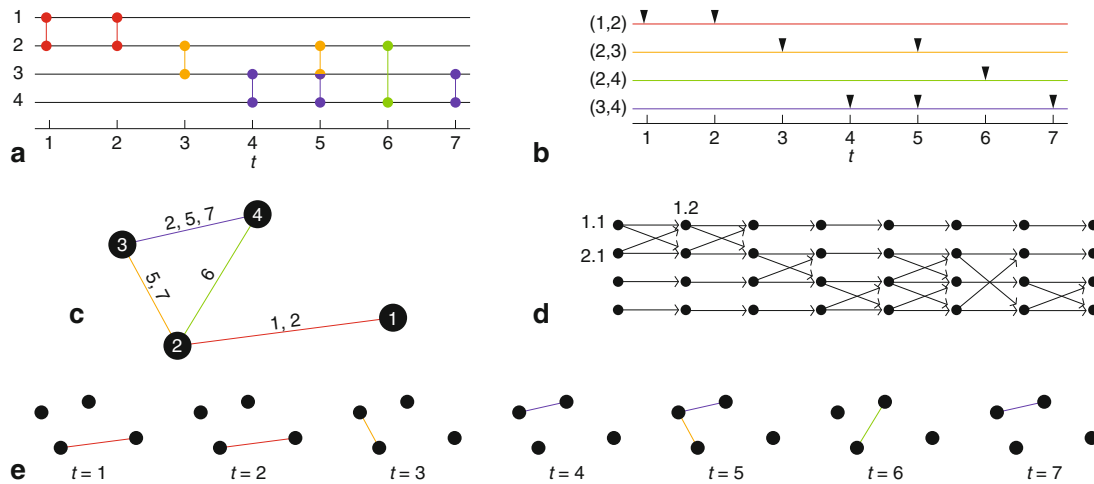 1
2
3
4
1 2 3 4 5 6 7
t
a
(1,2)
(2,3)
(2,4)
(3,4)
1 2 3 4 5 6 7
t
b
4
3
2
1
2, 5, 7
5, 7
6
1, 2
c
1.1
1.2
2.1
d
e
t = 1 t = 2 t = 3 t = 4 t = 5 t = 6 t = 7